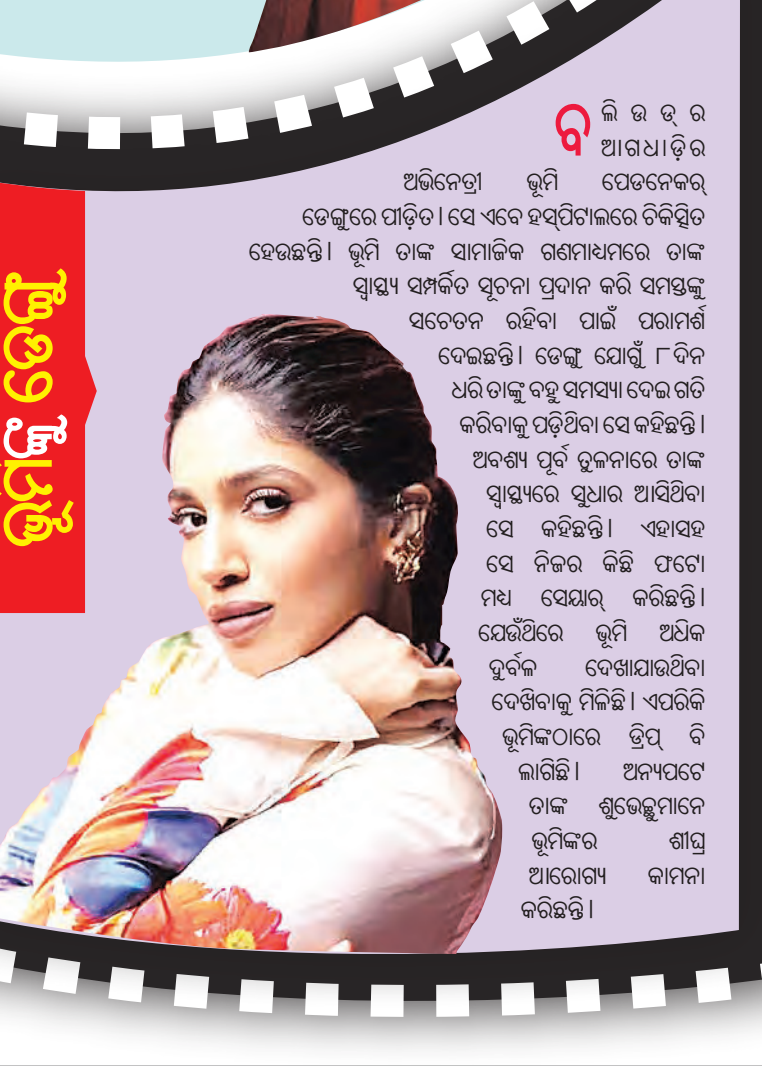 ଭୂମିଙ୍କୁ ଡେଙ୍ଗୁ
ବଲିଉଡ୍‌ର
ଆଗଧାଡ଼ିର
ଅଭିନେତ୍ରୀ ଭୂମି ପେଡନେକର୍
ଡେଙ୍ଗୁରେ ପୀଡ଼ିତ। ସେ ଏବେ ହସ୍‌ପିଟାଲରେ ଚିକିତ୍ସିତ
ହେଉଛନ୍ତି। ଭୂମି ତାଙ୍କ ସାମାଜିକ ଗଣମାଧ୍ୟମରେ ତାଙ୍କ
ସ୍ୱାସ୍ଥ୍ୟ ସମ୍ପର୍କିତ ସୂଚନା ପ୍ରଦାନ କରି ସମସ୍ତଙ୍କୁ
ସଚେତନ ରହିବା ପାଇଁ ପରାମର୍ଶ
ଦେଇଛନ୍ତି। ଡେଙ୍ଗୁ ଯୋଗୁଁ ୮ ଦିନ
ଧରି ତାଙ୍କୁ ବହୁ ସମସ୍ୟା ଦେଇ ଗତି
କରିବାକୁ ପଡ଼ିଥିବା ସେ କହିଛନ୍ତି।
ଅବଶ୍ୟ ପୂର୍ବ ତୁଳନାରେ ତାଙ୍କ
ସ୍ୱାସ୍ଥ୍ୟରେ ସୁଧାର ଆସିଥିବା
ସେ କହିଛନ୍ତି। ଏହାସହ
ସେ ନିଜର କିଛି ଫଟୋ
ମଧ୍ୟ ସେୟାର୍ କରିଛନ୍ତି।
ଯେଉଁଥିରେ ଭୂମି ଅଧିକ
ଦୁର୍ବଳ ଦେଖାଯାଉଥିବା
ଦେଖିବାକୁ ମିଳିଛି। ଏପରିକି
ଭୂମିଙ୍କଠାରେ ଡ୍ରିପ୍ ବି
ଲାଗିଛି। ଅନ୍ୟପଟେ
ତାଙ୍କ ଶୁଭେଚ୍ଛୁମାନେ
ଭୂମିଙ୍କର ଶୀଘ୍ର
ଆରୋଗ୍ୟ କାମନା
କରିଛନ୍ତି।